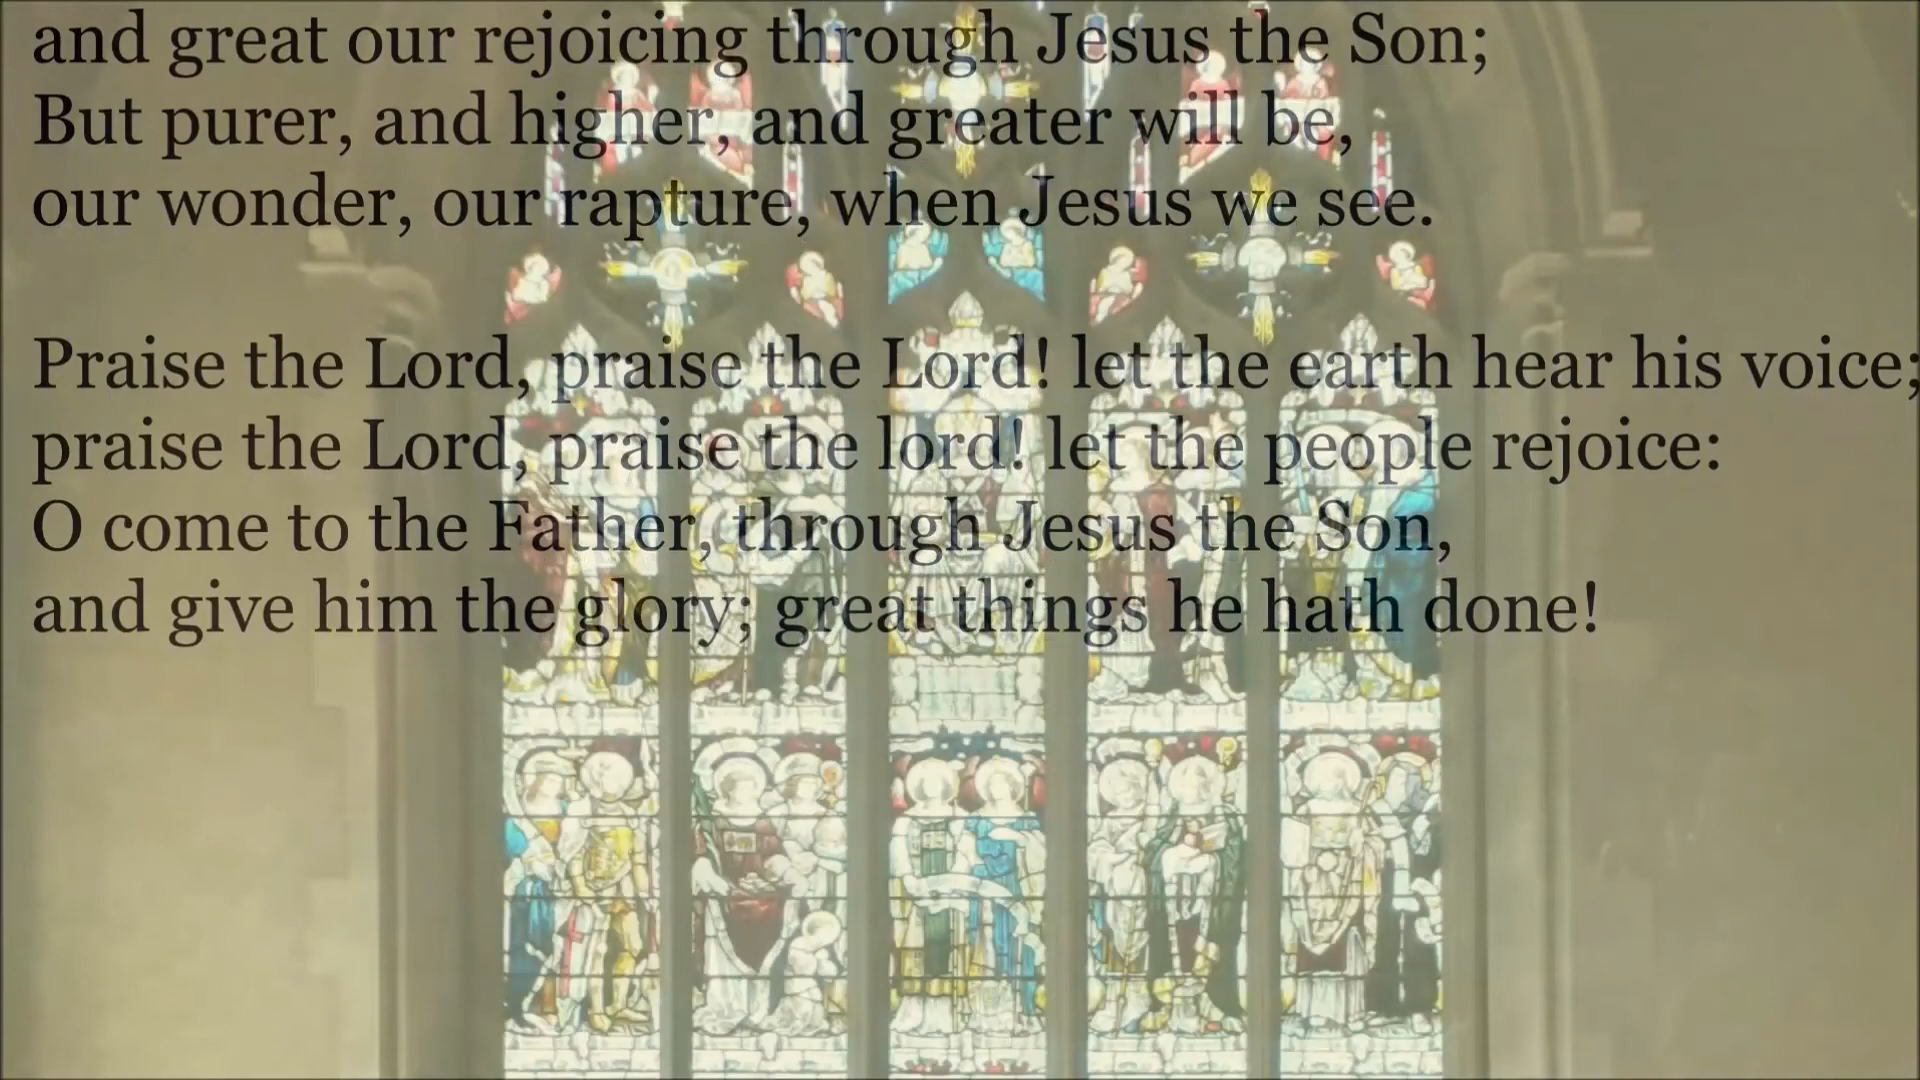 and great our rejoicing through Jesus the Son;
But purer, and higher, and greater will be,
our wonder, our rapture, when Jesus we see.
Praise the Lord, praise the Lord! let the earth hear his voice;
praise the Lord, praise the lord! let the people rejoice:
O come to the Father, through Jesus the Son,
and give him the glory; great things he hath done!